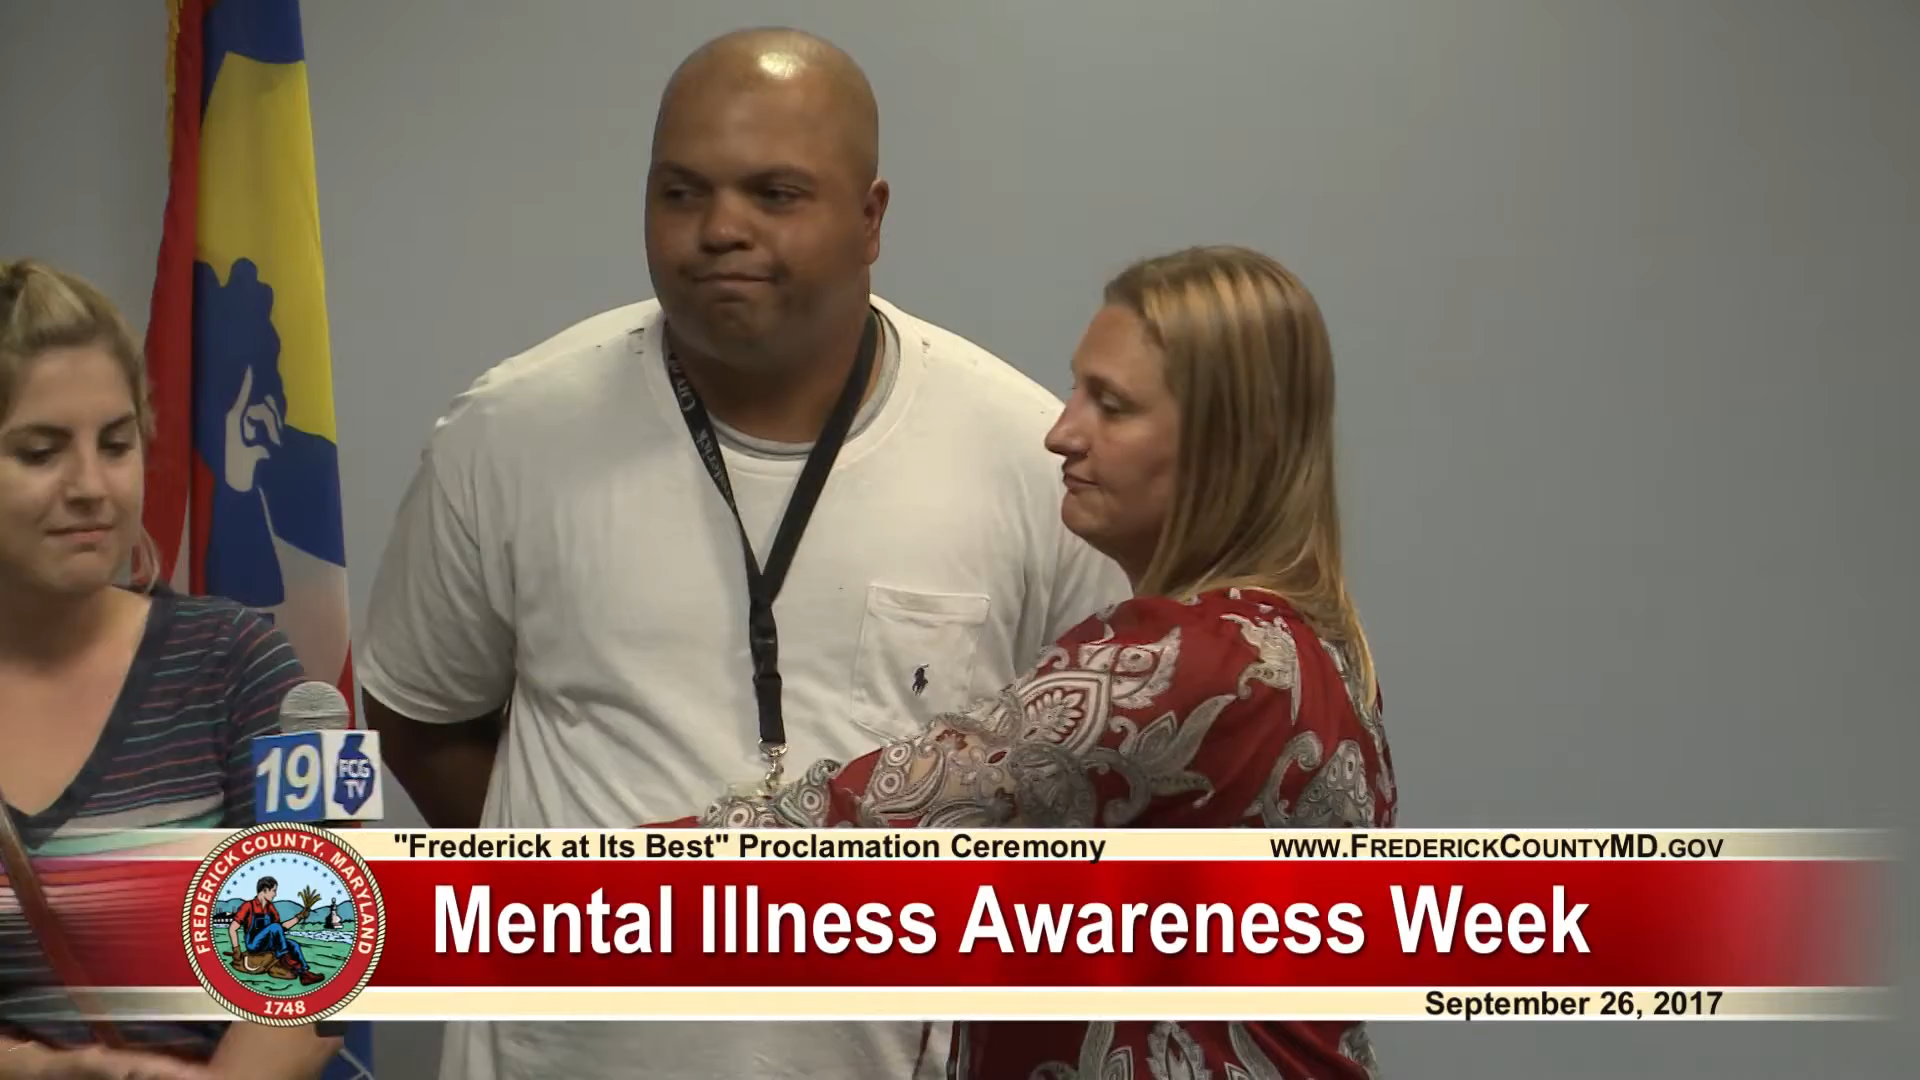 19
FCG
TV
"Frederick at Its Best" Proclamation Ceremony
www.FrederickCountyMD.gov
Mental Illness Awareness Week
September 26, 2017
FREDERICK COUNTY, MARYLAND
1748